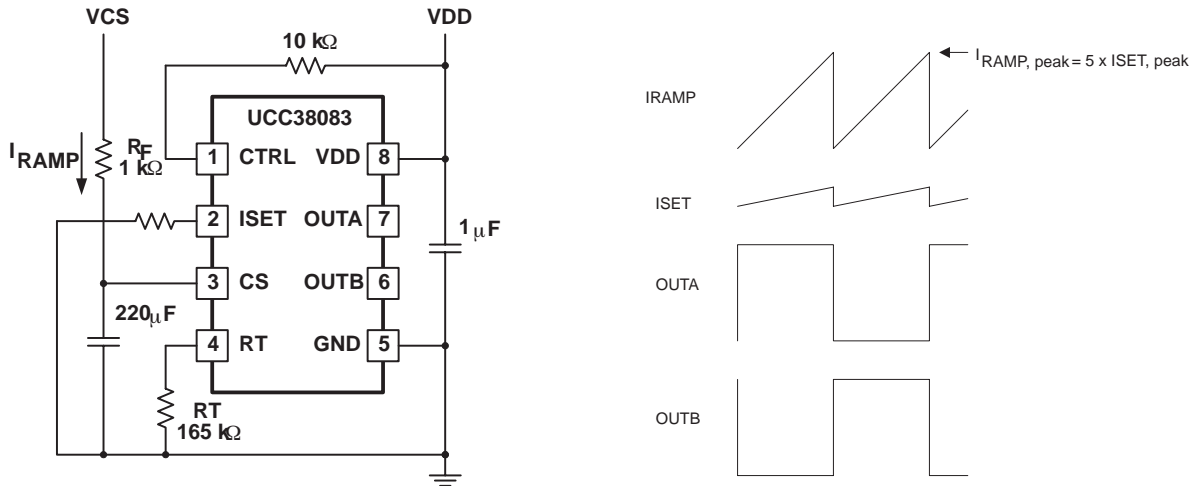 VCS
VDD
10 kΩ
UCC38083
IRAMP
RF
1 kΩ
1 CTRL VDD 8
2 ISET OUTA 7
3 CS OUTB 6
4 RT GND 5
1 µF
220µF
RT
165 kΩ
IRAMP, peak = 5 x ISET, peak
IRAMP
ISET
OUTA
OUTB